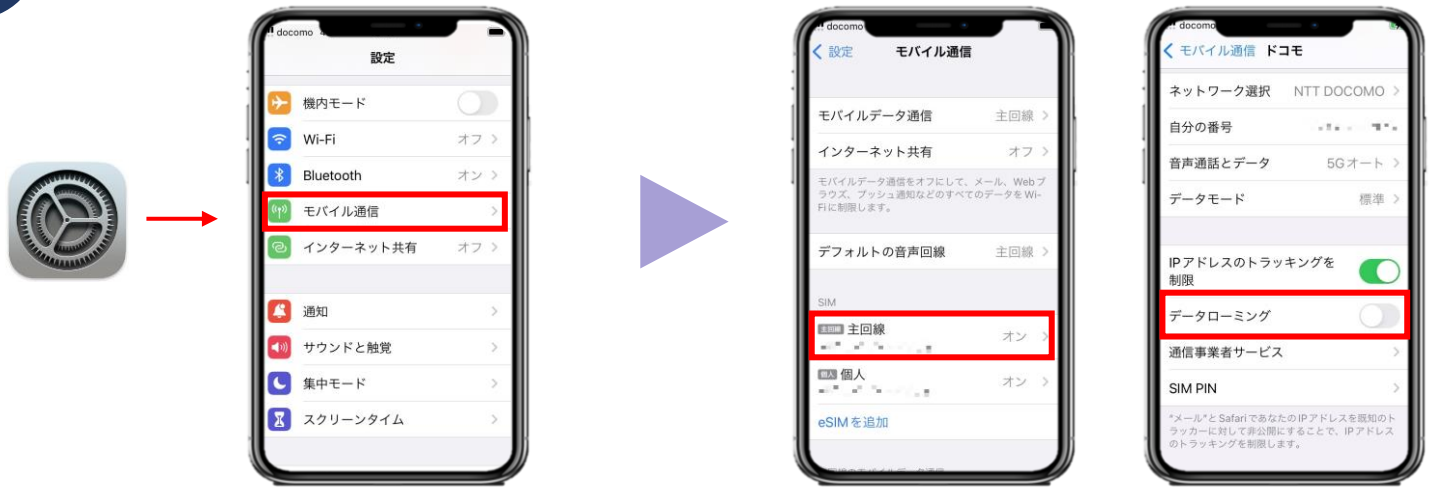 docomo
設定
機内モード
Wi-Fi オフ
Bluetooth オン
モバイル通信
インターネット共有 オフ
通知
サウンドと触覚
集中モード
スクリーンタイム
docomo
設定 モバイル通信
モバイルデータ通信 主回線
インターネット共有 オフ
モバイルデータ通信をオフにして、メール、Webブ
ラウズ、プッシュ通知などのすべてのデータをWi-
Fiに制限します。
デフォルトの音声回線 主回線
SIM
主回線 主回線 オン
個人 個人 オン
eSIMを追加
docomo
モバイル通信 ドコモ
ネットワーク選択 NTT DOCOMO
自分の番号
音声通話とデータ 5Gオート
データモード 標準
IPアドレスのトラッキングを
制限
データローミング
通信事業者サービス
SIM PIN
"メール"とSafariであなたのIPアドレスを既知のト
ラッカーに対して非公開にすることで、IPアドレス
のトラッキングを制限します。